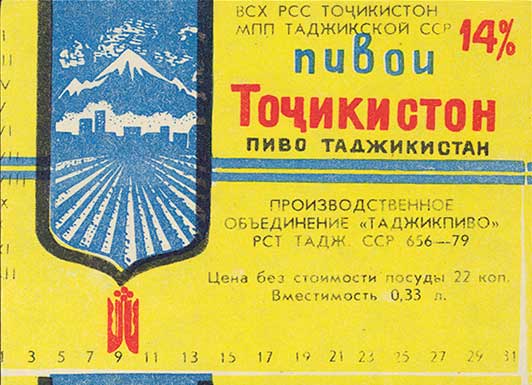 ВСХ РСС ТОҶИКИСТОН
МПП ТАДЖИКСКОЙ ССР
14%
пивои
Тоҷикистон
ПИВО ТАДЖИКИСТАН
ПРОИЗВОДСТВЕННОЕ
ОБЪЕДИНЕНИЕ «ТАДЖИКПИВО»
РСТ ТАДЖ. ССР 656—79
Цена без стоимости посуды 22 коп.
Вместимость 0,33 л.
1 3 5 7 9 11 13 15 17 19 21 23 25 27 29 31